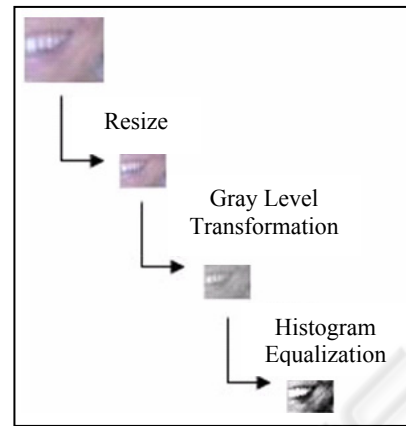 Resize
Gray Level
Transformation
Histogram
Equalization